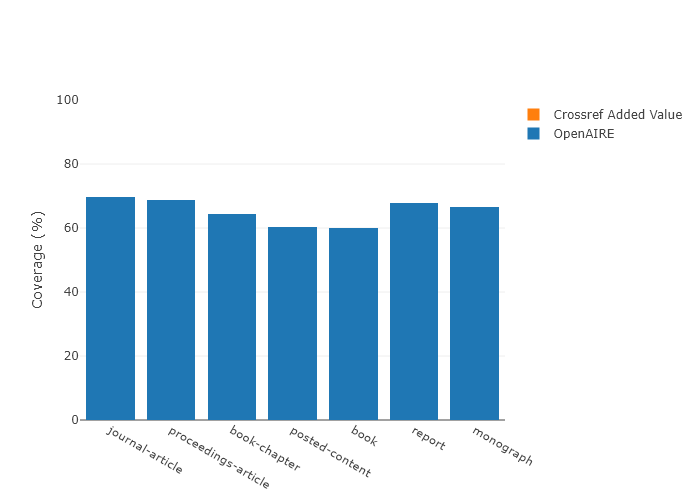 100
80
60
40
20
0
Coverage (%)
journal-article
proceedings-article
book-chapter
posted-content
book
report
monograph
Crossref Added Value
OpenAIRE